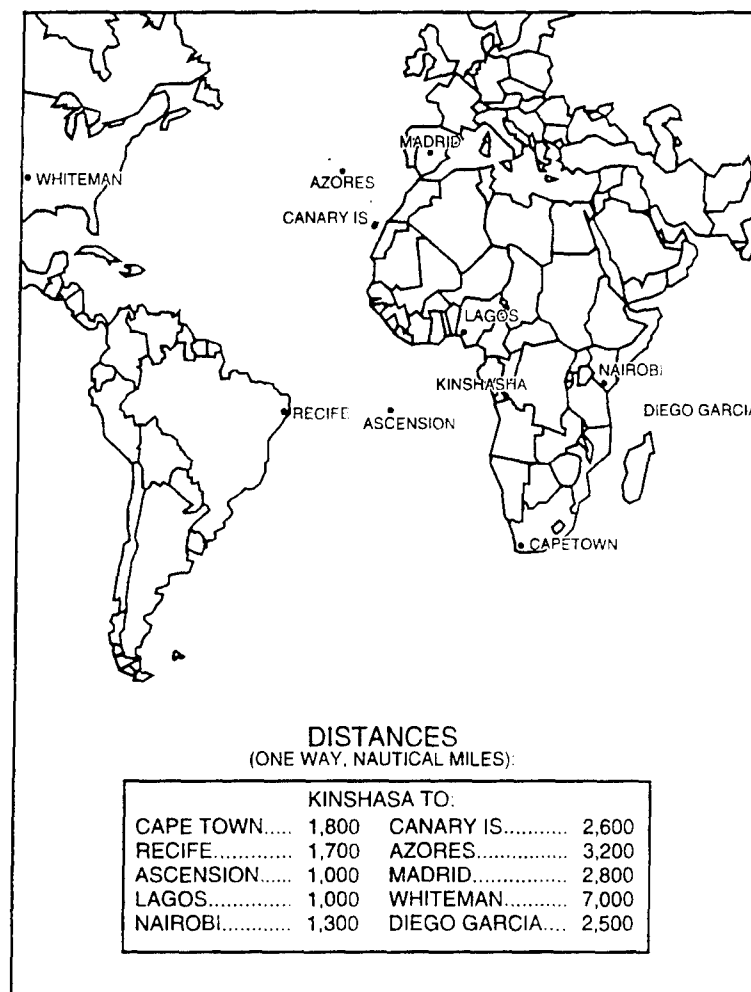 MADRID
WHITEMAN
AZORES
CANARY IS
LAGOS
NAIROBI
KINSHASHA
RECIFE
ASCENSION
DIEGO GARCIA
CAPETOWN
DISTANCES
(ONE WAY, NAUTICAL MILES):
KINSHASA TO:
CAPE TOWN..... 1,800 CANARY IS........... 2,600
RECIFE............. 1,700 AZORES............... 3,200
ASCENSION..... 1,000 MADRID............... 2,800
LAGOS.............. 1,000 WHITEMAN.......... 7,000
NAIROBI............ 1,300 DIEGO GARCIA.... 2,500